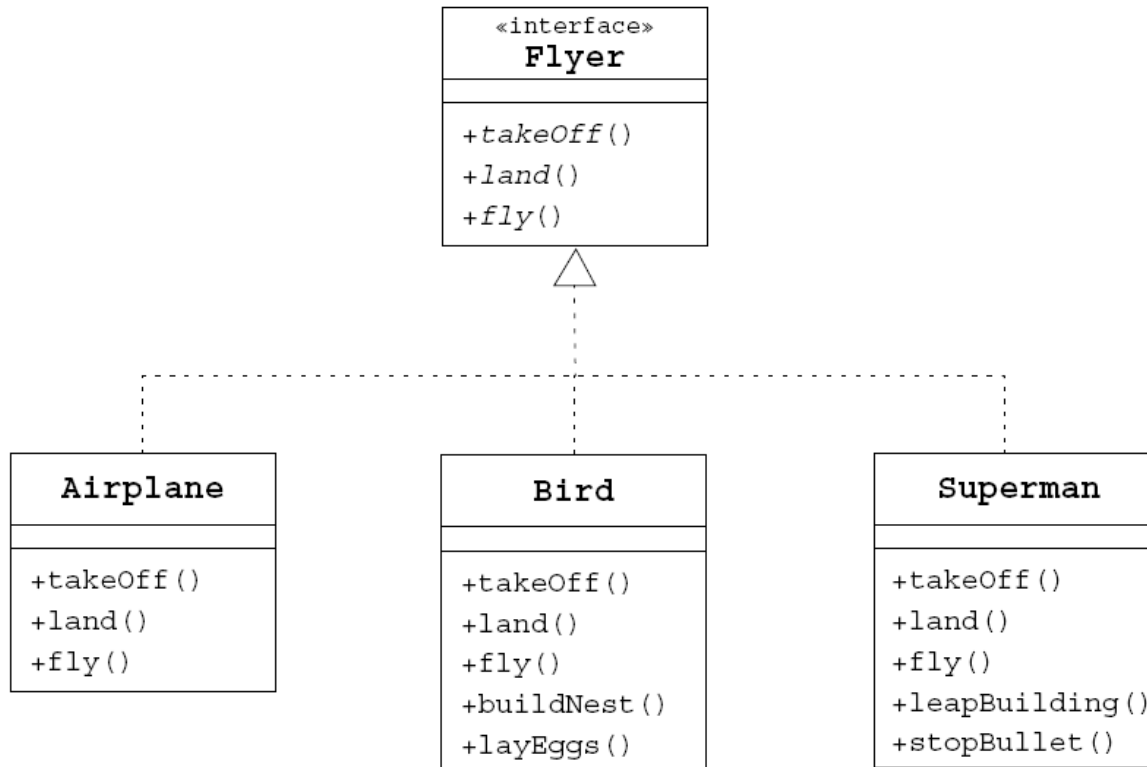 «interface»
Flyer
+takeOff()
+land()
+fly()
Airplane
+takeOff()
+land()
+fly()
Bird
+takeOff()
+land()
+fly()
+buildNest()
+layEggs()
Superman
+takeOff()
+land()
+fly()
+leapBuilding()
+stopBullet()